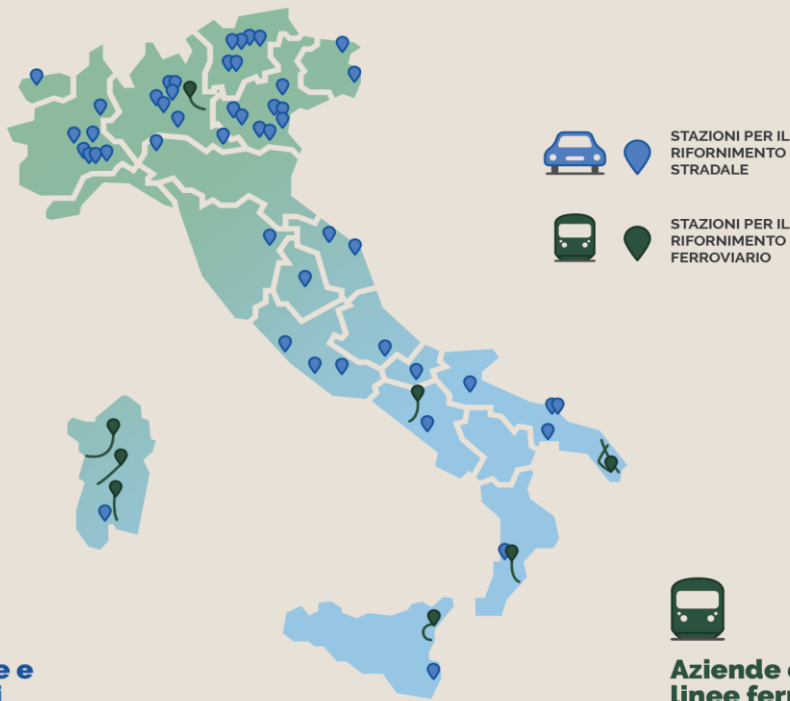 STAZIONI PER IL
RIFORNIMENTO
STRADALE
STAZIONI PER IL
RIFORNIMENTO
FERROVIARIO
e e
Aziende
linee ferr